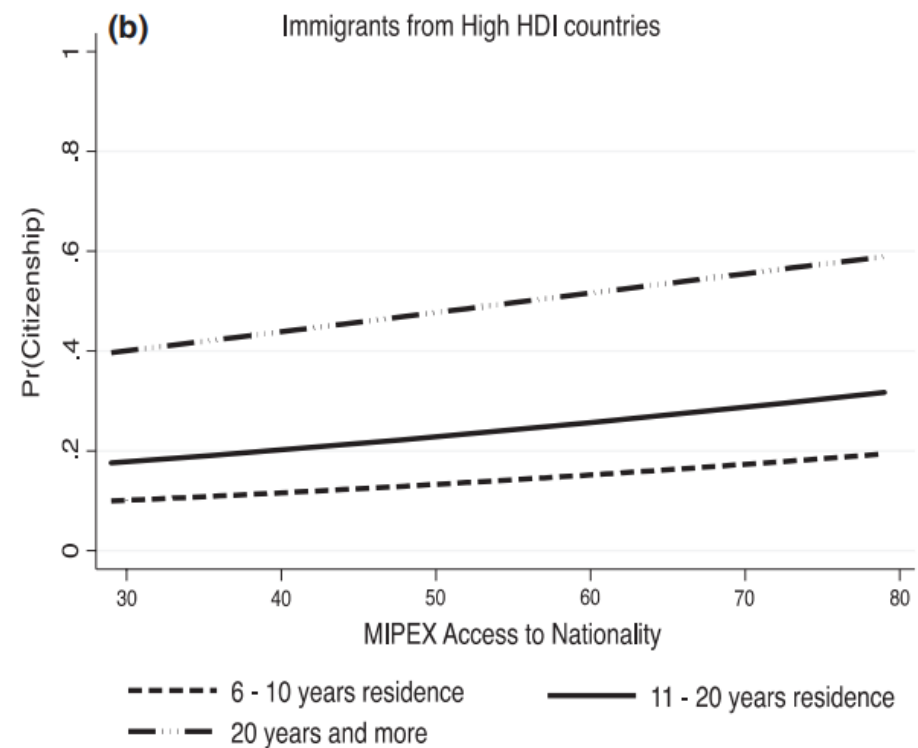 (b) Immigrants from High HDI countries
Pr(Citizenship)
1
.8
.6
.4
.2
0
30 40 50 60 70 80
MIPEX Access to Nationality
6 - 10 years residence 11 - 20 years residence
20 years and more